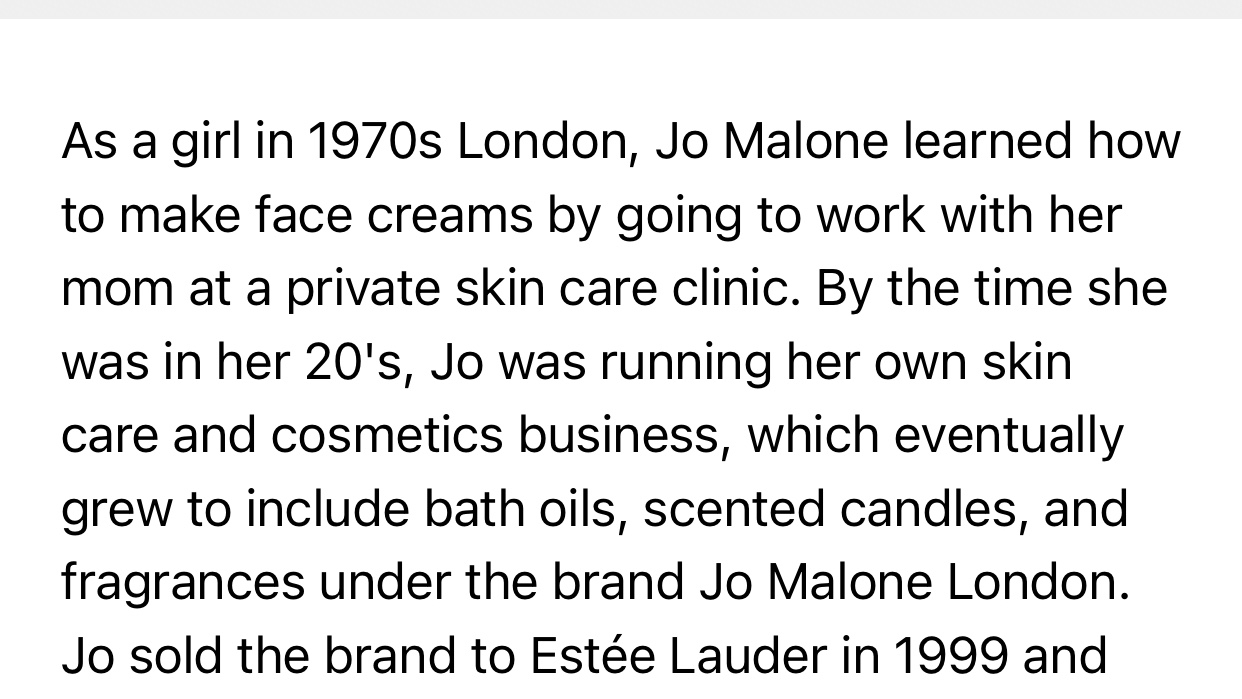 As a girl in 1970s London, Jo Malone learned how
to make face creams by going to work with her
mom at a private skin care clinic. By the time she
was in her 20's, Jo was running her own skin
care and cosmetics business, which eventually
grew to include bath oils, scented candles, and
fragrances under the brand Jo Malone London.
Jo sold the brand to Estée Lauder in 1999 and